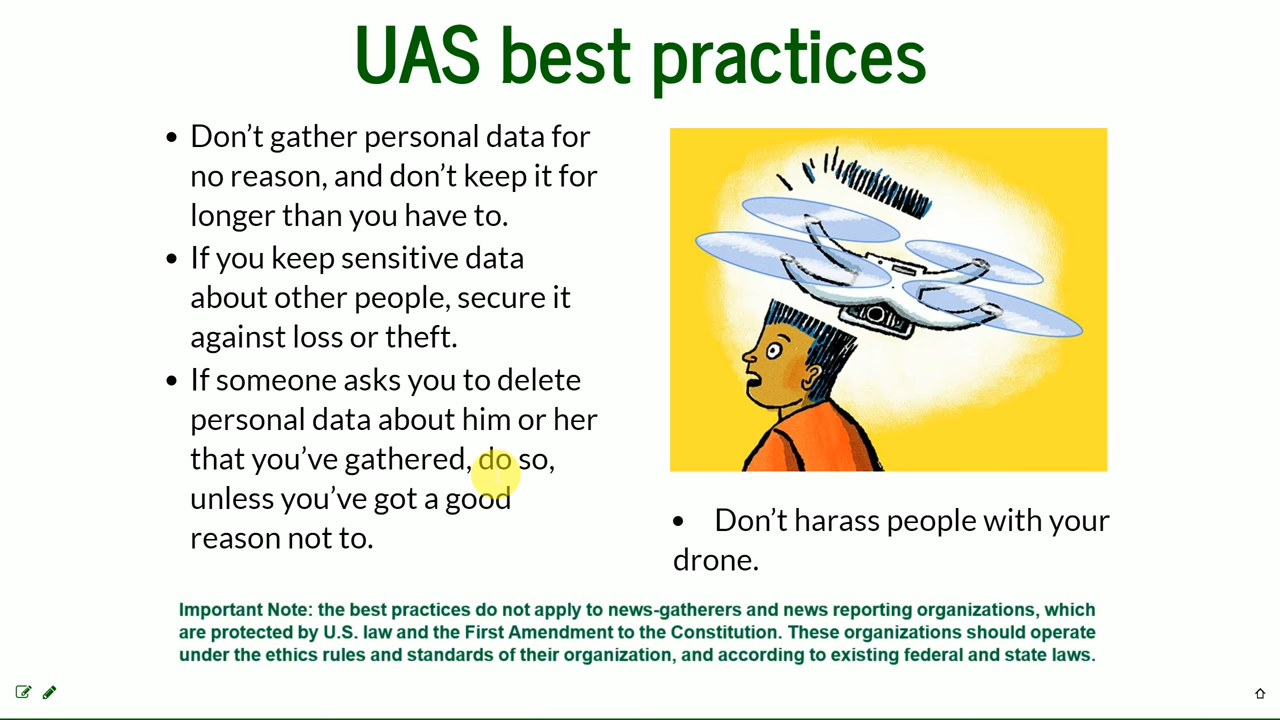 UAS best practices
Don’t gather personal data for
no reason, and don’t keep it for
longer than you have to.
If you keep sensitive data
about other people, secure it
against loss or theft.
If someone asks you to delete
personal data about him or her
that you’ve gathered, do so,
unless you’ve got a good
reason not to.
Don’t harass people with your
drone.
Important Note: the best practices do not apply to news-gatherers and news reporting organizations, which
are protected by U.S. law and the First Amendment to the Constitution. These organizations should operate
under the ethics rules and standards of their organization, and according to existing federal and state laws.